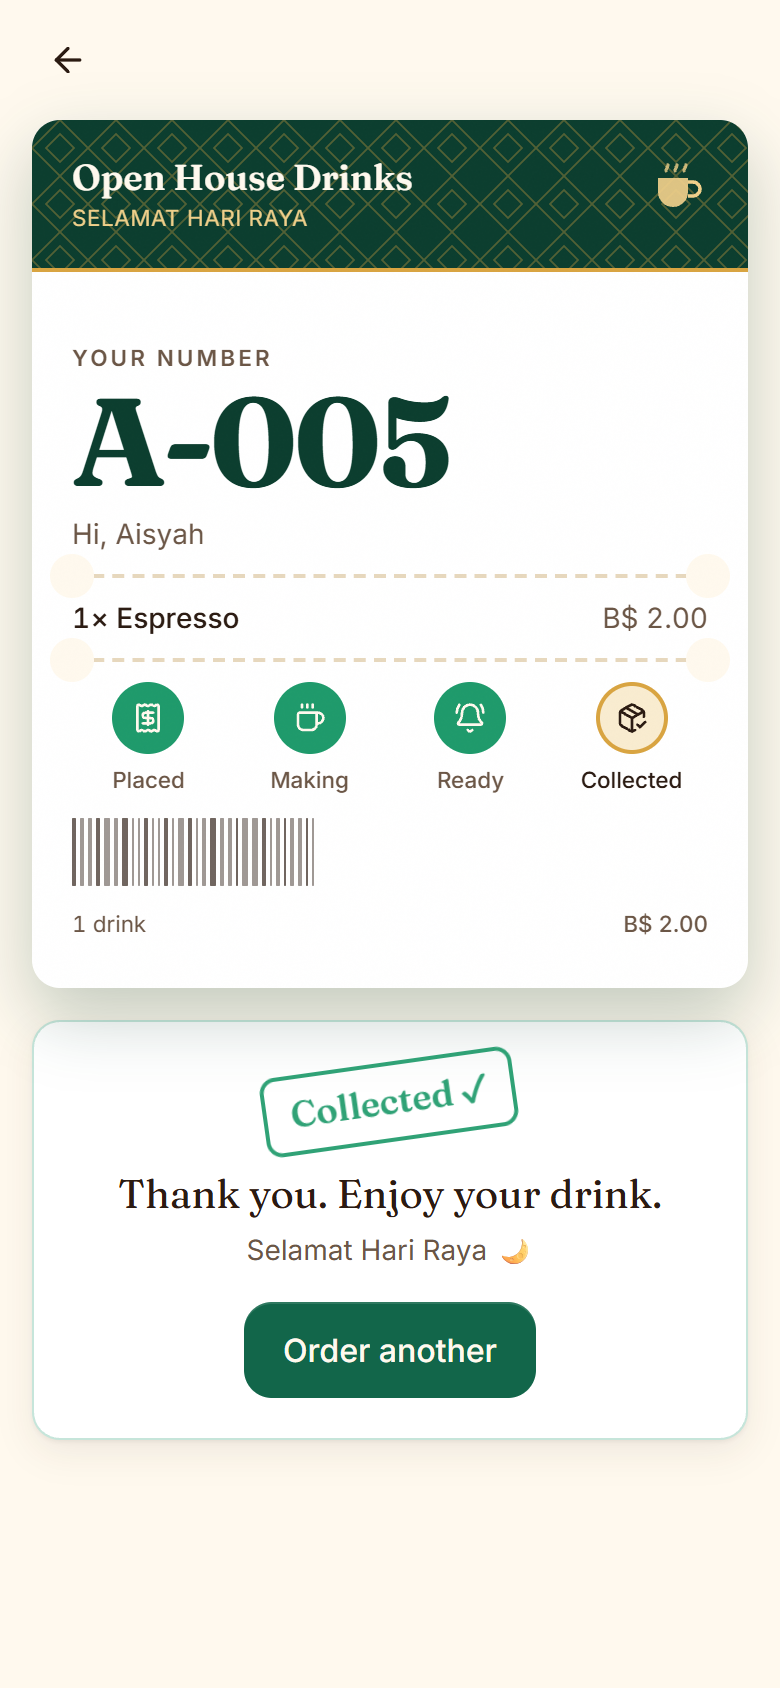 Open House Drinks
SELAMAT HARI RAYA
YOUR NUMBER
A-005
Hi, Aisyah
1× Espresso B$ 2.00
Placed Making Ready Collected
1 drink B$ 2.00
Collected ✓
Thank you. Enjoy your drink.
Selamat Hari Raya 🌙
Order another